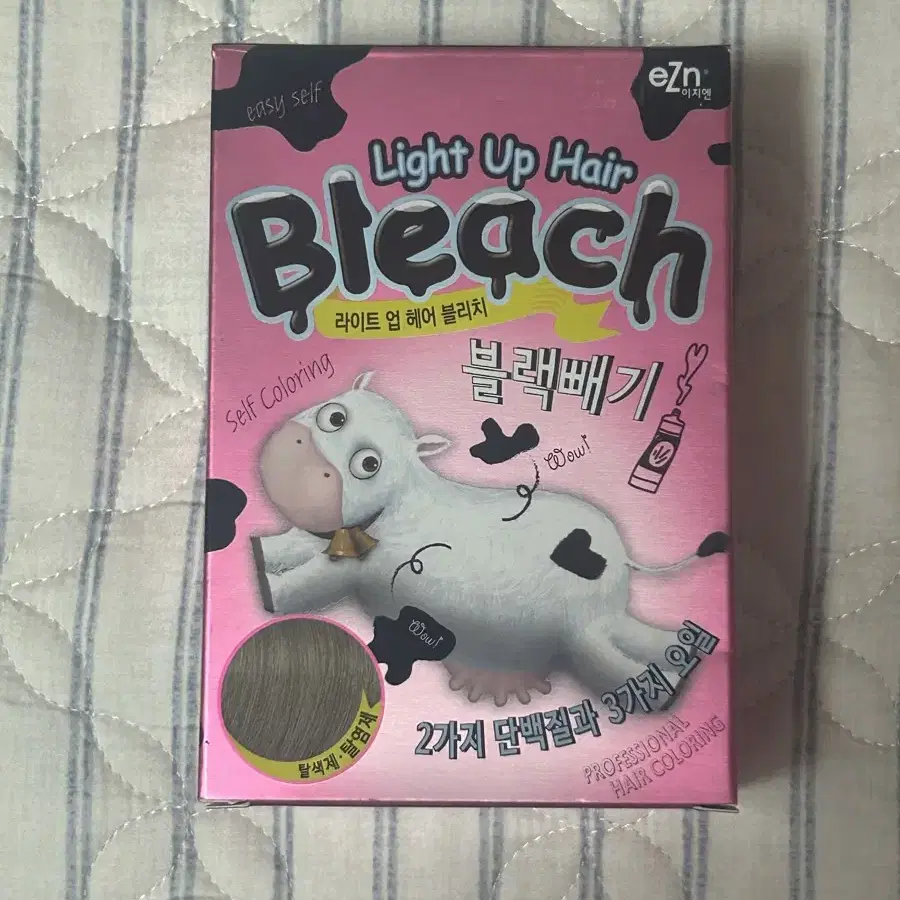 easy self
eZn
이지엔
Light Up Hair
Bleach
라이트 업 헤어 블리치
블랙빼기
Self Coloring
Wow!
Wow!
2가지 단백질과 3가지 오일
탈색제·탈염제
PROFESSIONAL
HAIR COLORING